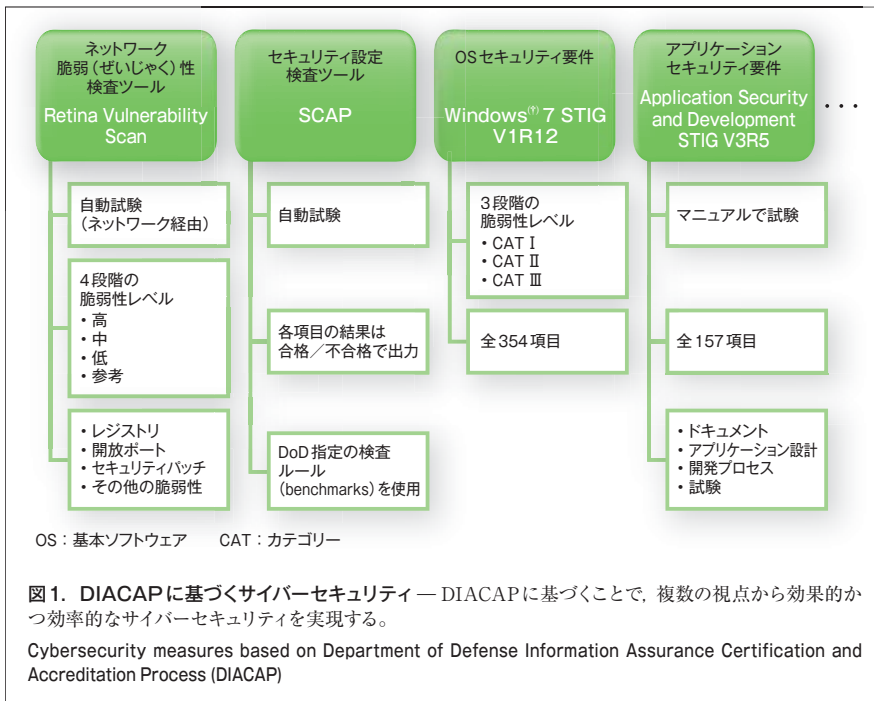 ネットワーク
脆弱（ぜいじゃく）性
検査ツール
Retina Vulnerability
Scan
自動試験
（ネットワーク経由）
4段階の
脆弱性レベル
・高
・中
・低
・参考
・レジストリ
・開放ポート
・セキュリティパッチ
・その他の脆弱性
セキュリティ設定
検査ツール
SCAP
自動試験
各項目の結果は
合格／不合格で出力
DoD指定の検査
ルール
（benchmarks）を使用
OSセキュリティ要件
Windows(†) 7 STIG
V1R12
3段階の
脆弱性レベル
・CAT Ⅰ
・CAT Ⅱ
・CAT Ⅲ
全354項目
アプリケーション
セキュリティ要件
Application Security
and Development
STIG V3R5
マニュアルで試験
全157項目
・ドキュメント
・アプリケーション設計
・開発プロセス
・試験
・・・
OS：基本ソフトウェア　CAT：カテゴリー
図1．DIACAPに基づくサイバーセキュリティ — DIACAPに基づくことで，複数の視点から効果的か
つ効率的なサイバーセキュリティを実現する。
Cybersecurity measures based on Department of Defense Information Assurance Certification and
Accreditation Process (DIACAP)